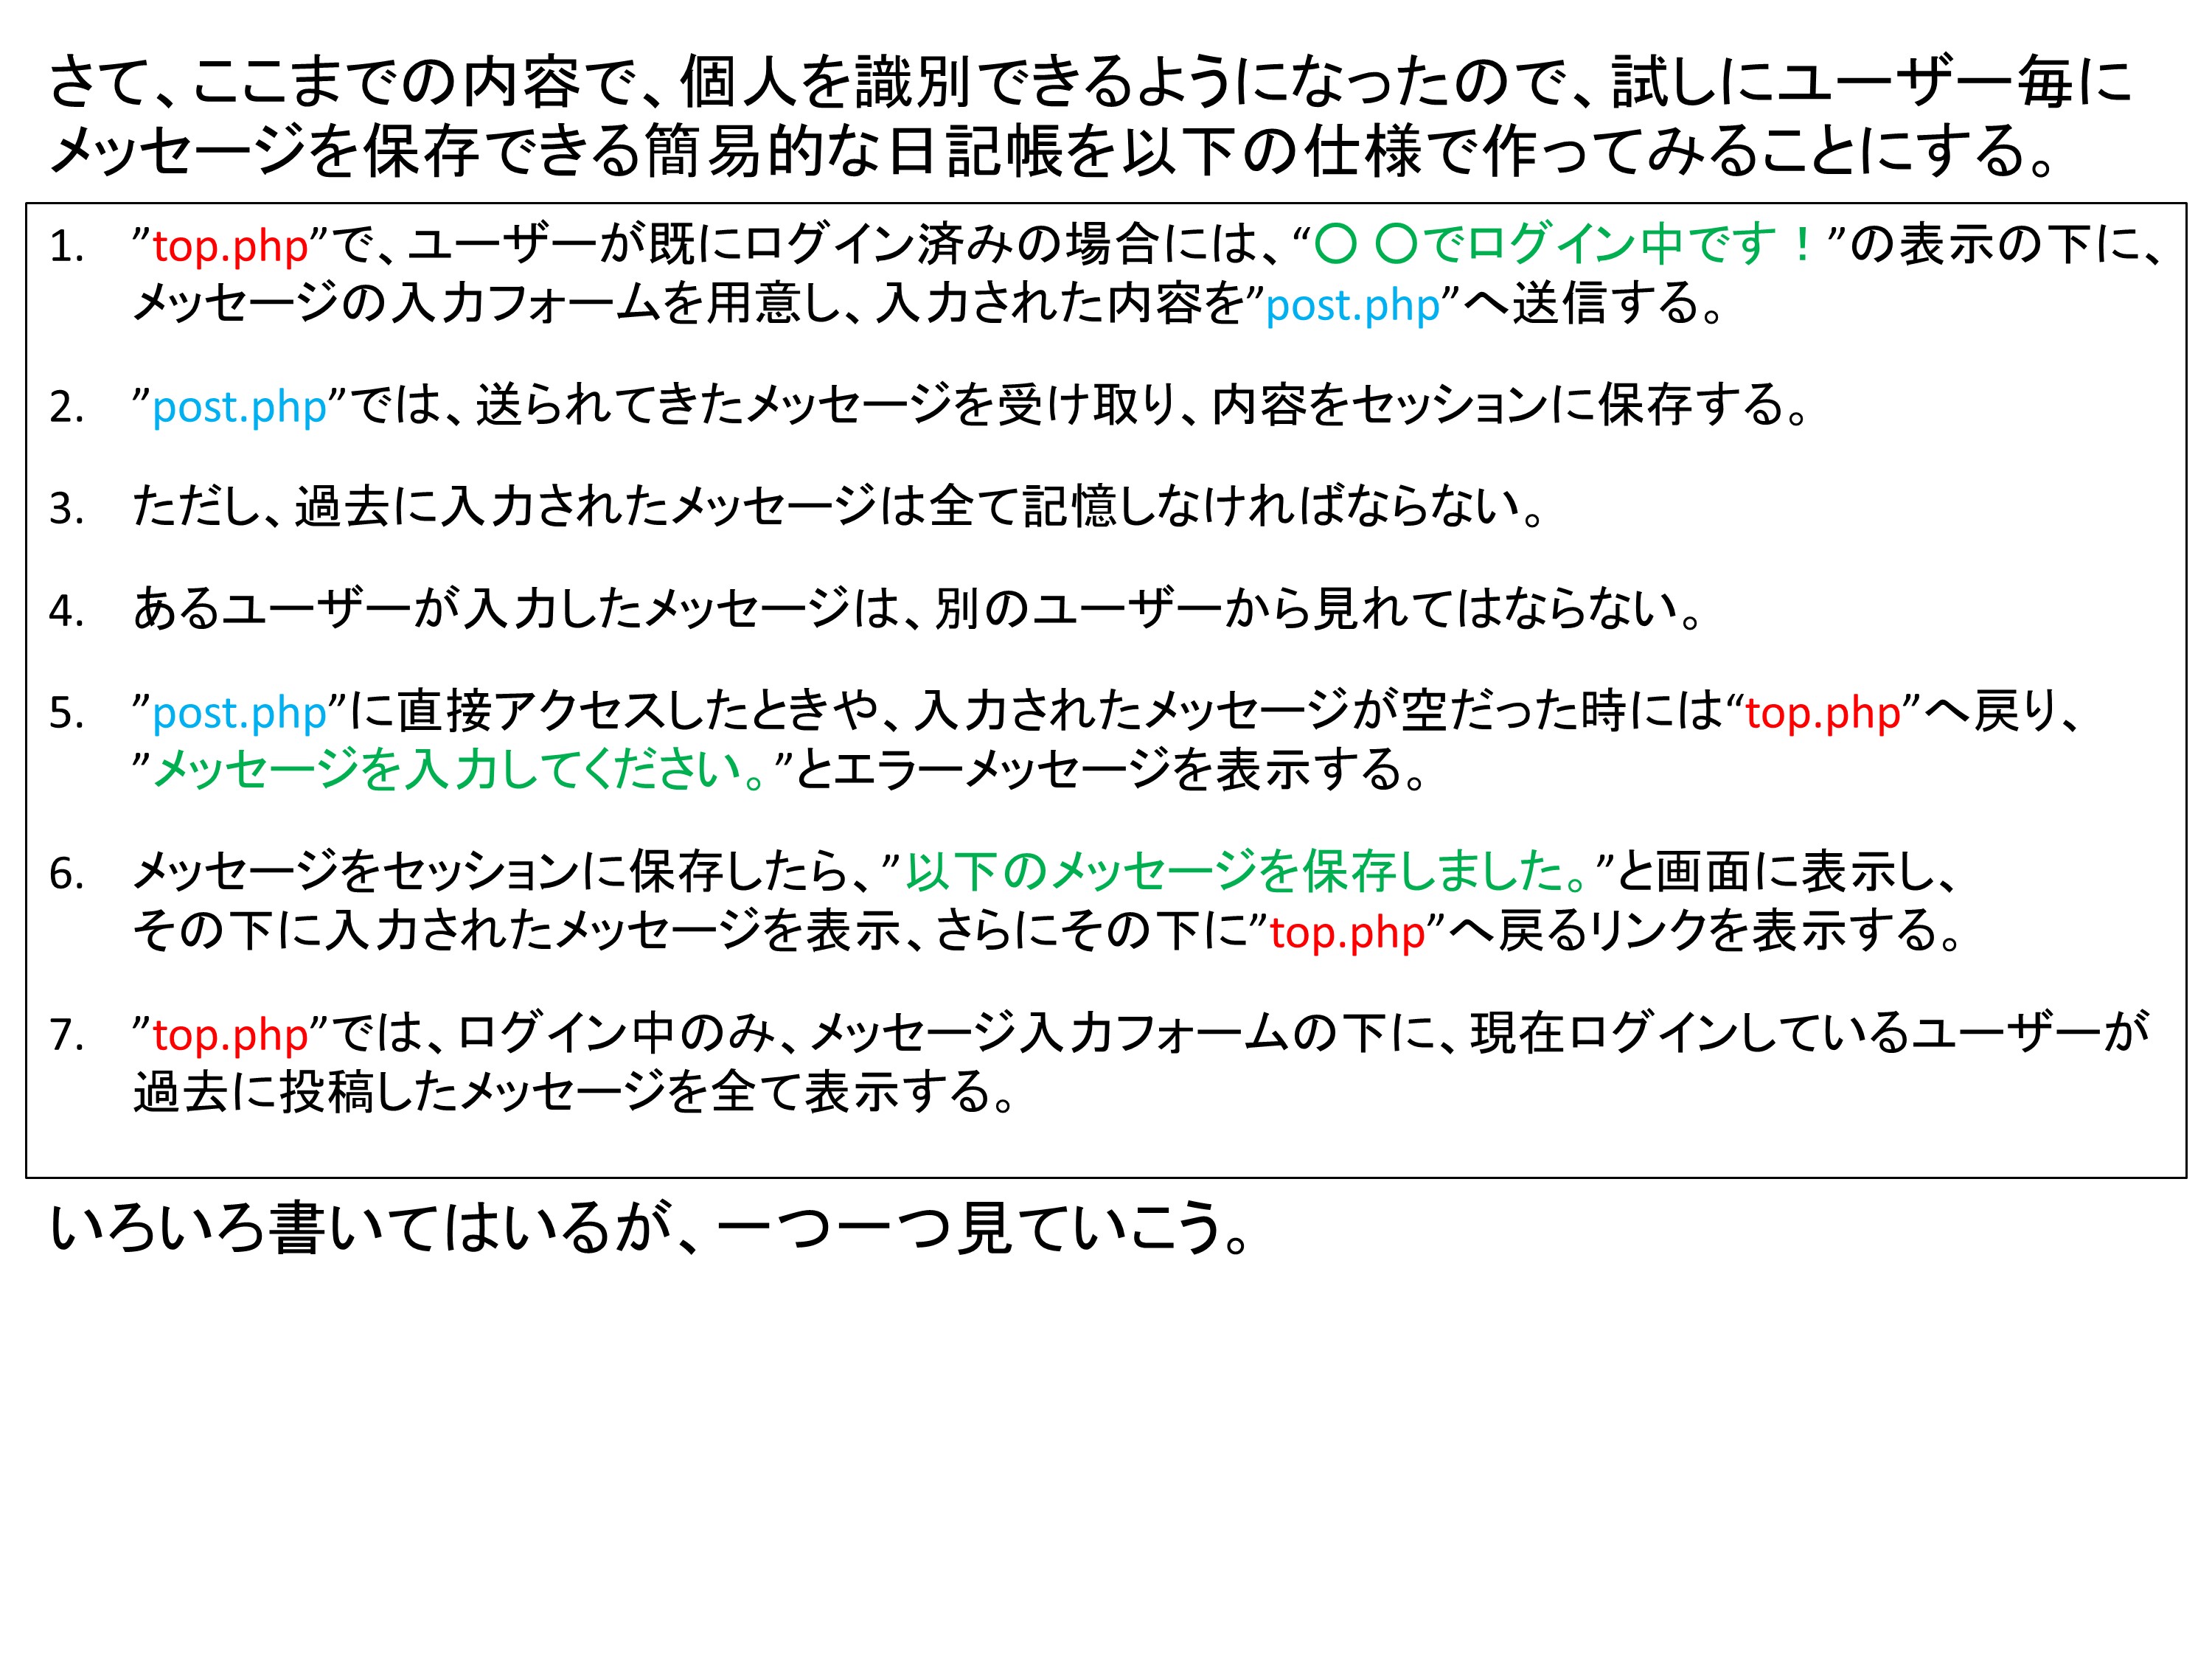 さて、ここまでの内容で、個人を識別できるようになったので、試しにユーザー毎に
メッセージを保存できる簡易的な日記帳を以下の仕様で作ってみることにする。
1. ”top.php”で、ユーザーが既にログイン済みの場合には、“〇 〇でログイン中です！”の表示の下に、
メッセージの入力フォームを用意し、入力された内容を”post.php”へ送信する。
2. ”post.php”では、送られてきたメッセージを受け取り、内容をセッションに保存する。
3. ただし、過去に入力されたメッセージは全て記憶しなければならない。
4. あるユーザーが入力したメッセージは、別のユーザーから見れてはならない。
5. ”post.php”に直接アクセスしたときや、入力されたメッセージが空だった時には“top.php”へ戻り、
”メッセージを入力してください。”とエラーメッセージを表示する。
6. メッセージをセッションに保存したら、”以下のメッセージを保存しました。”と画面に表示し、
その下に入力されたメッセージを表示、さらにその下に”top.php”へ戻るリンクを表示する。
7. ”top.php”では、ログイン中のみ、メッセージ入力フォームの下に、現在ログインしているユーザーが
過去に投稿したメッセージを全て表示する。
いろいろ書いてはいるが、一つ一つ見ていこう。